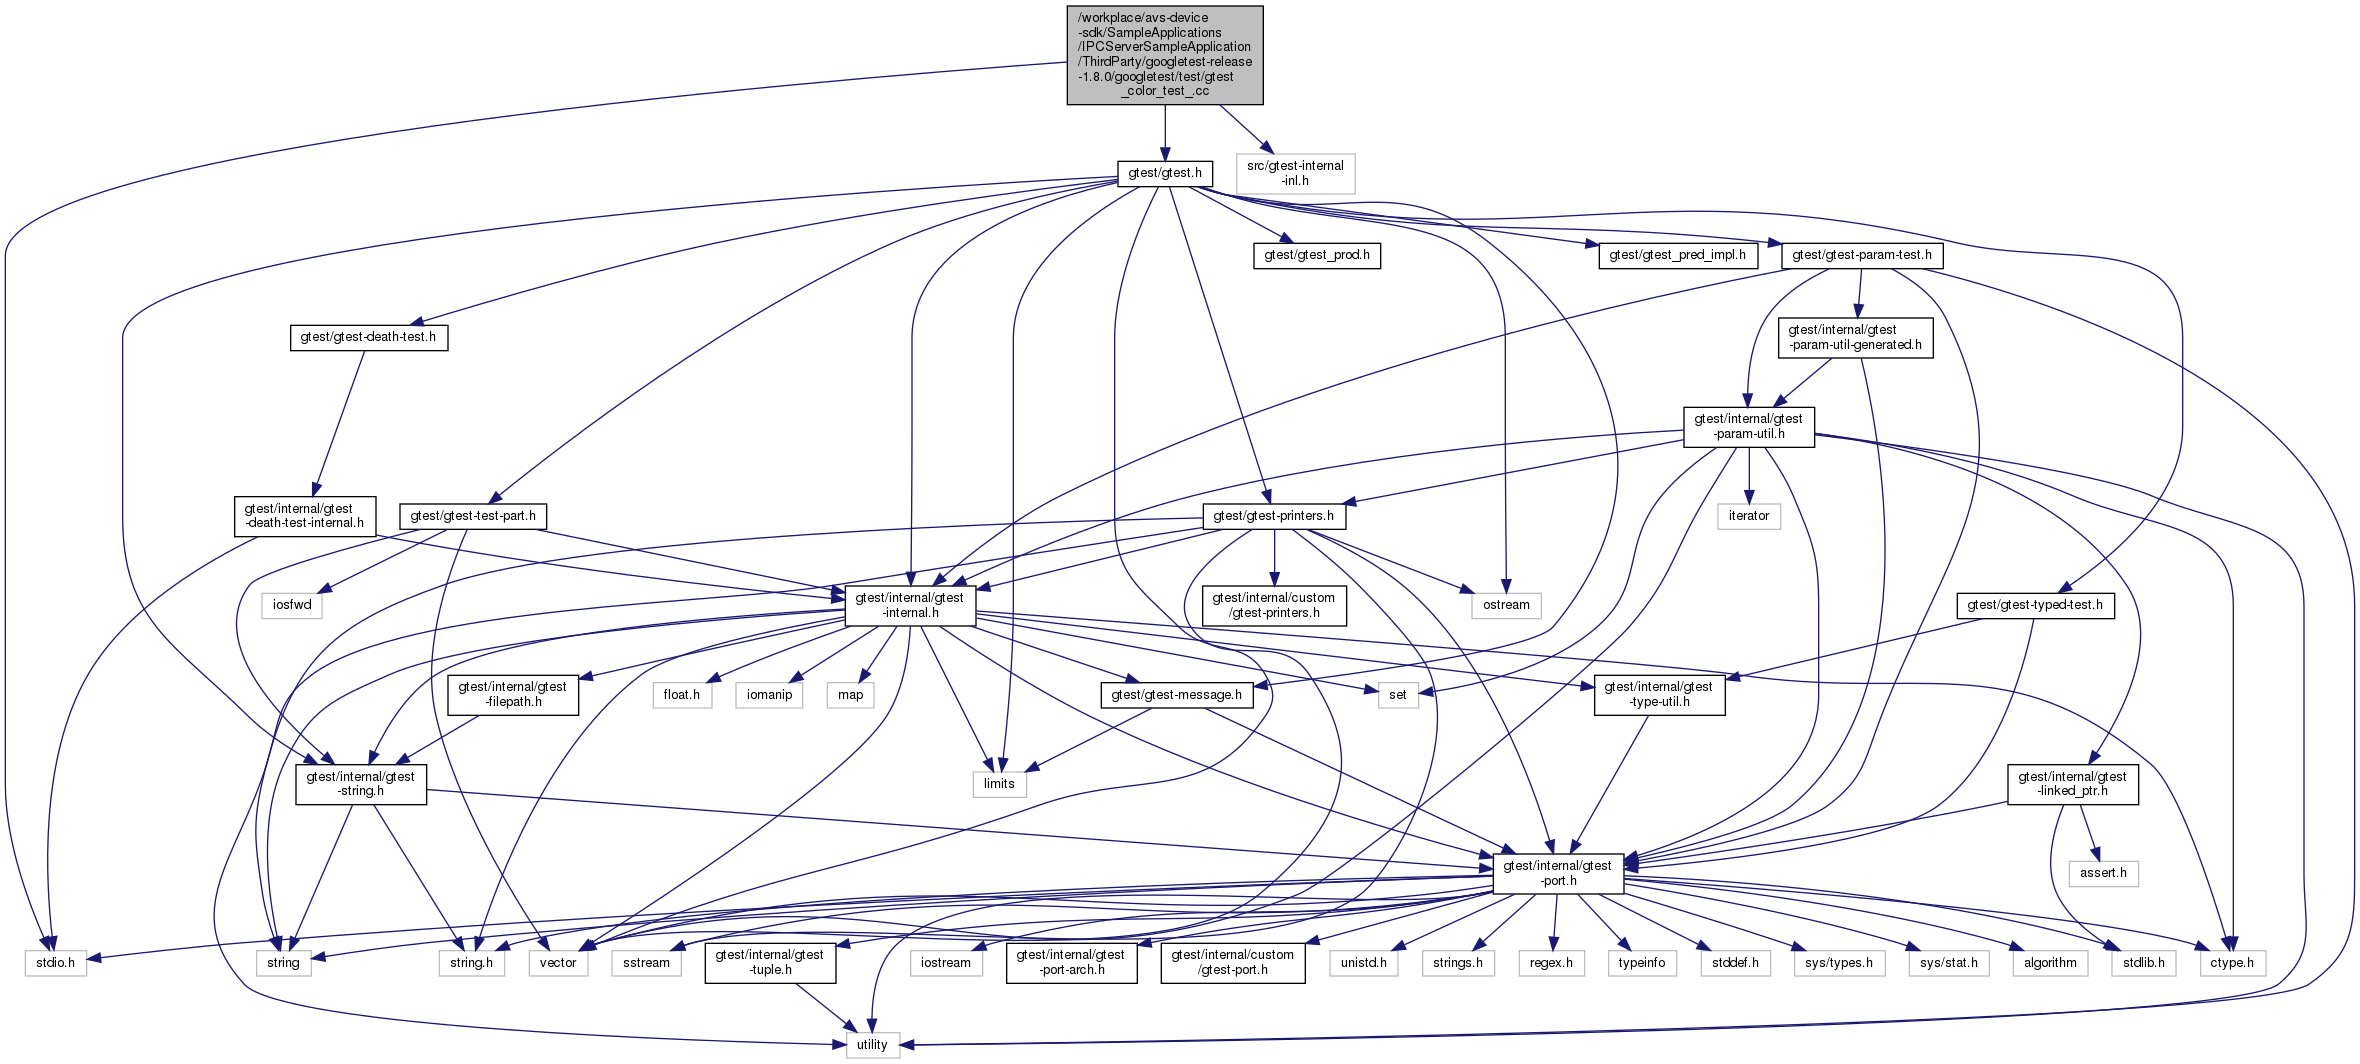 /workplace/avs-device
-sdk/SampleApplications
/IPCServerSampleApplication
/ThirdParty/googletest-release
-1.8.0/googletest/test/gtest
_color_test_.cc
gtest/gtest.h
src/gtest-internal
-inl.h
gtest/gtest_prod.h
gtest/gtest_pred_impl.h
gtest/gtest-param-test.h
gtest/gtest-death-test.h
gtest/internal/gtest
-param-util-generated.h
gtest/internal/gtest
-param-util.h
gtest/internal/gtest
-death-test-internal.h
gtest/gtest-test-part.h
gtest/gtest-printers.h
iterator
iosfwd
gtest/internal/gtest
-internal.h
gtest/internal/custom
/gtest-printers.h
ostream
gtest/gtest-typed-test.h
gtest/internal/gtest
-filepath.h
float.h
iomanip
map
gtest/gtest-message.h
set
gtest/internal/gtest
-type-util.h
gtest/internal/gtest
-string.h
limits
gtest/internal/gtest
-linked_ptr.h
gtest/internal/gtest
-port.h
assert.h
stdio.h
string
string.h
vector
sstream
gtest/internal/gtest
-tuple.h
iostream
gtest/internal/gtest
-port-arch.h
gtest/internal/custom
/gtest-port.h
unistd.h
strings.h
regex.h
typeinfo
stddef.h
sys/types.h
sys/stat.h
algorithm
stdlib.h
ctype.h
utility